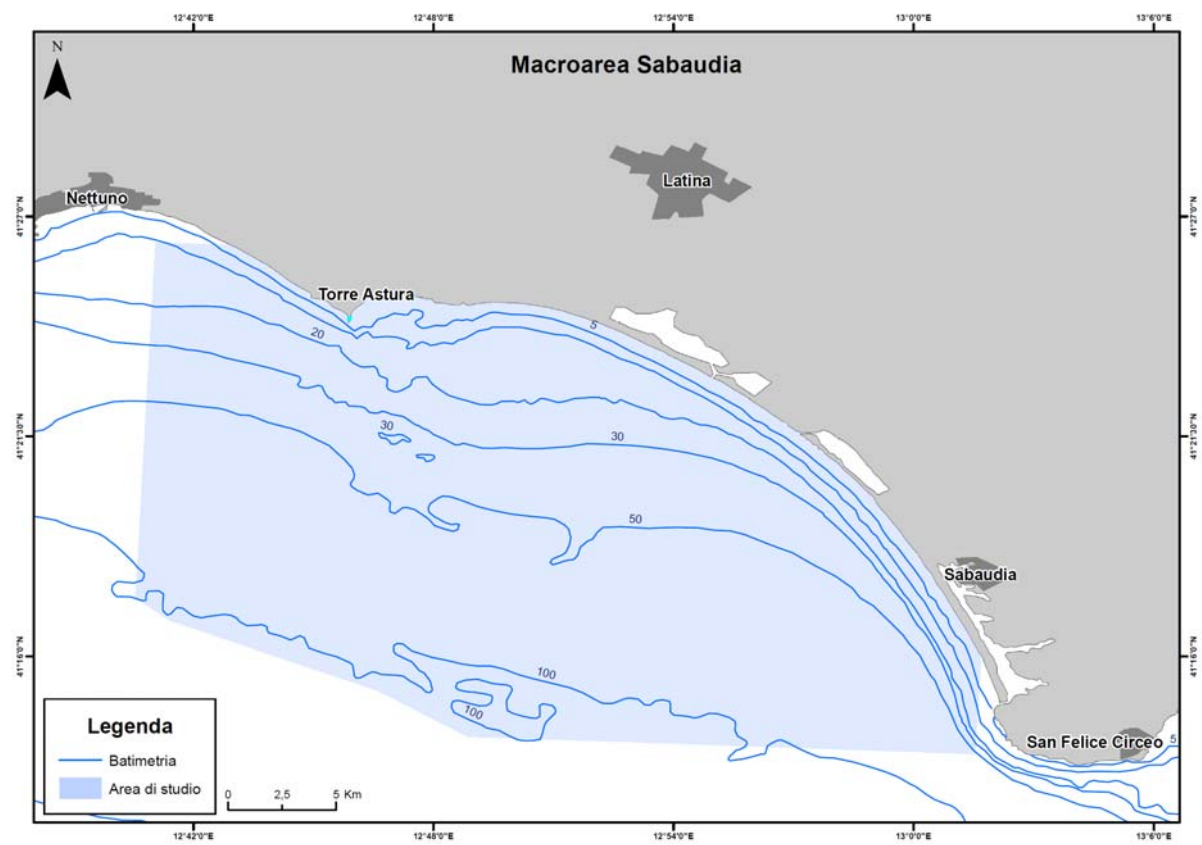 12°42'0"E 12°48'0"E 12°54'0"E 13°0'0"E 13°6'0"E
N
Macroarea Sabaudia
Latina
Nettuno
41°27'0"N 41°27'0"N
Torre Astura
5
20
30 30
41°21'30"N 41°21'30"N
50
Sabaudia
41°16'0"N 41°16'0"N
100
100
San Felice Circeo
5
Legenda
Batimetria
Area di studio
0 2,5 5 Km
12°42'0"E 12°48'0"E 12°54'0"E 13°0'0"E 13°6'0"E